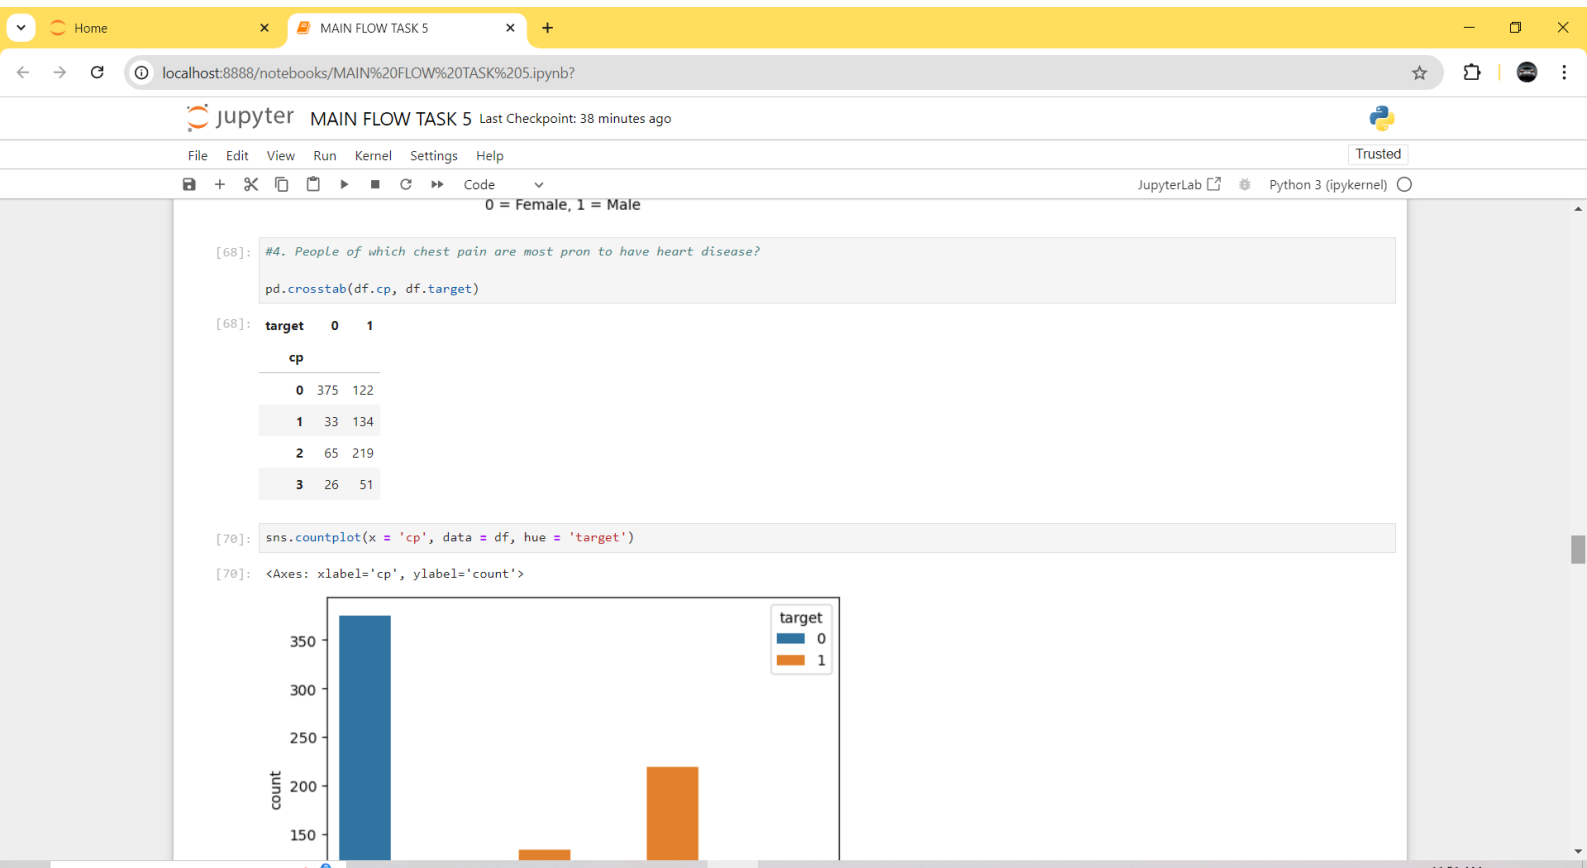 Home
MAIN FLOW TASK 5
localhost:8888/notebooks/MAIN%20FLOW%20TASK%205.ipynb?
jupyter MAIN FLOW TASK 5 Last Checkpoint: 38 minutes ago
File Edit View Run Kernel Settings Help
Trusted
Code
JupyterLab
Python 3 (ipykernel)
0 = Female, 1 = Male
[68]: #4. People of which chest pain are most pron to have heart disease?
pd.crosstab(df.cp, df.target)
[68]: target 0 1
cp
0 375 122
1 33 134
2 65 219
3 26 51
[70]: sns.countplot(x = 'cp', data = df, hue = 'target')
[70]: <Axes: xlabel='cp', ylabel='count'>
target
0
1
350
300
250
200
150
count